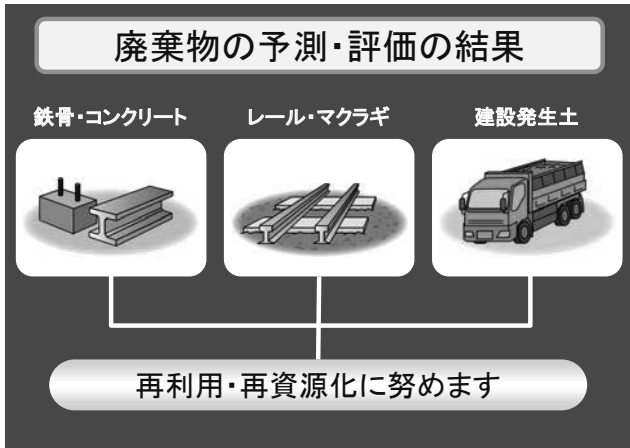 廃棄物の予測・評価の結果
鉄骨・コンクリート
レール・マクラギ
建設発生土
再利用・再資源化に努めます